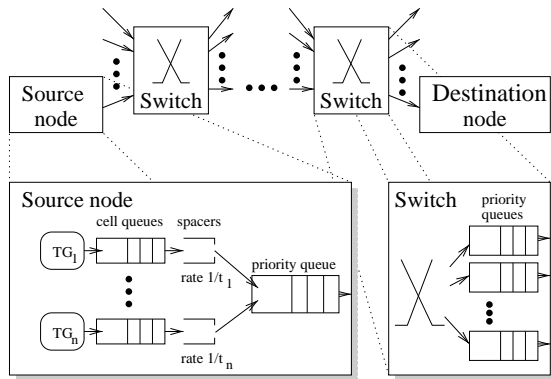 Source
node
Switch
Switch
Destination
node
Source node
cell queues
spacers
TG1
rate 1/t1
priority queue
TGn
rate 1/tn
Switch
priority
queues